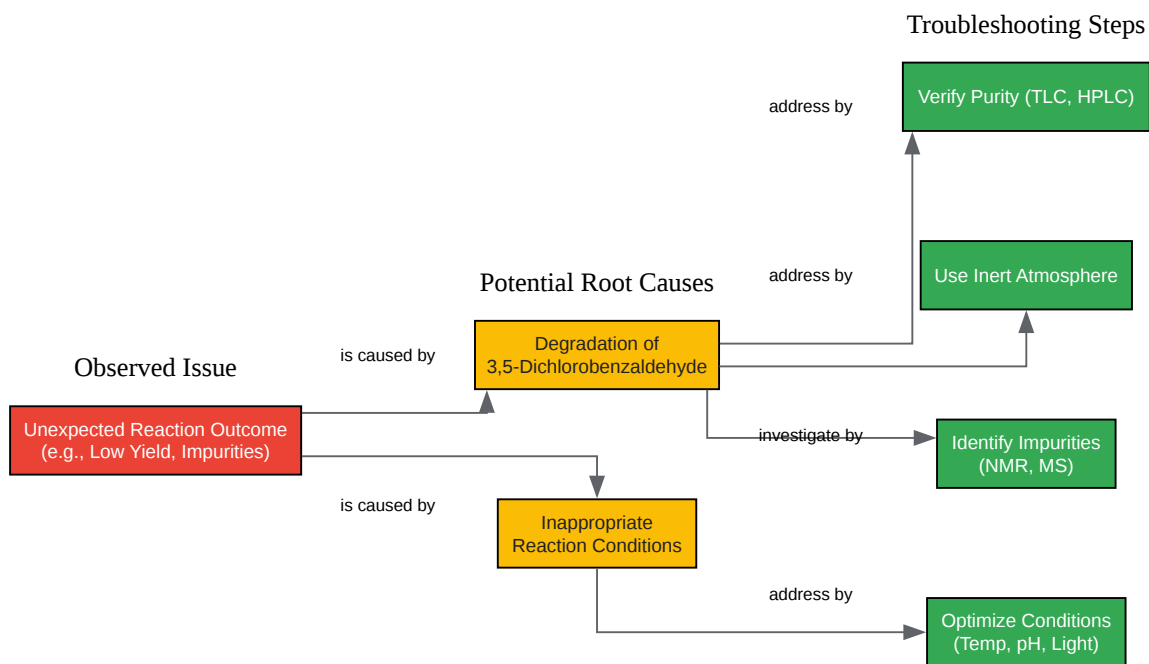 Troubleshooting Steps
Verify Purity (TLC, HPLC)
address by
Use Inert Atmosphere
address by
Potential Root Causes
Degradation of
3,5-Dichlorobenzaldehyde
is caused by
Observed Issue
Unexpected Reaction Outcome
(e.g., Low Yield, Impurities)
investigate by
Identify Impurities
(NMR, MS)
is caused by
Inappropriate
Reaction Conditions
address by
Optimize Conditions
(Temp, pH, Light)